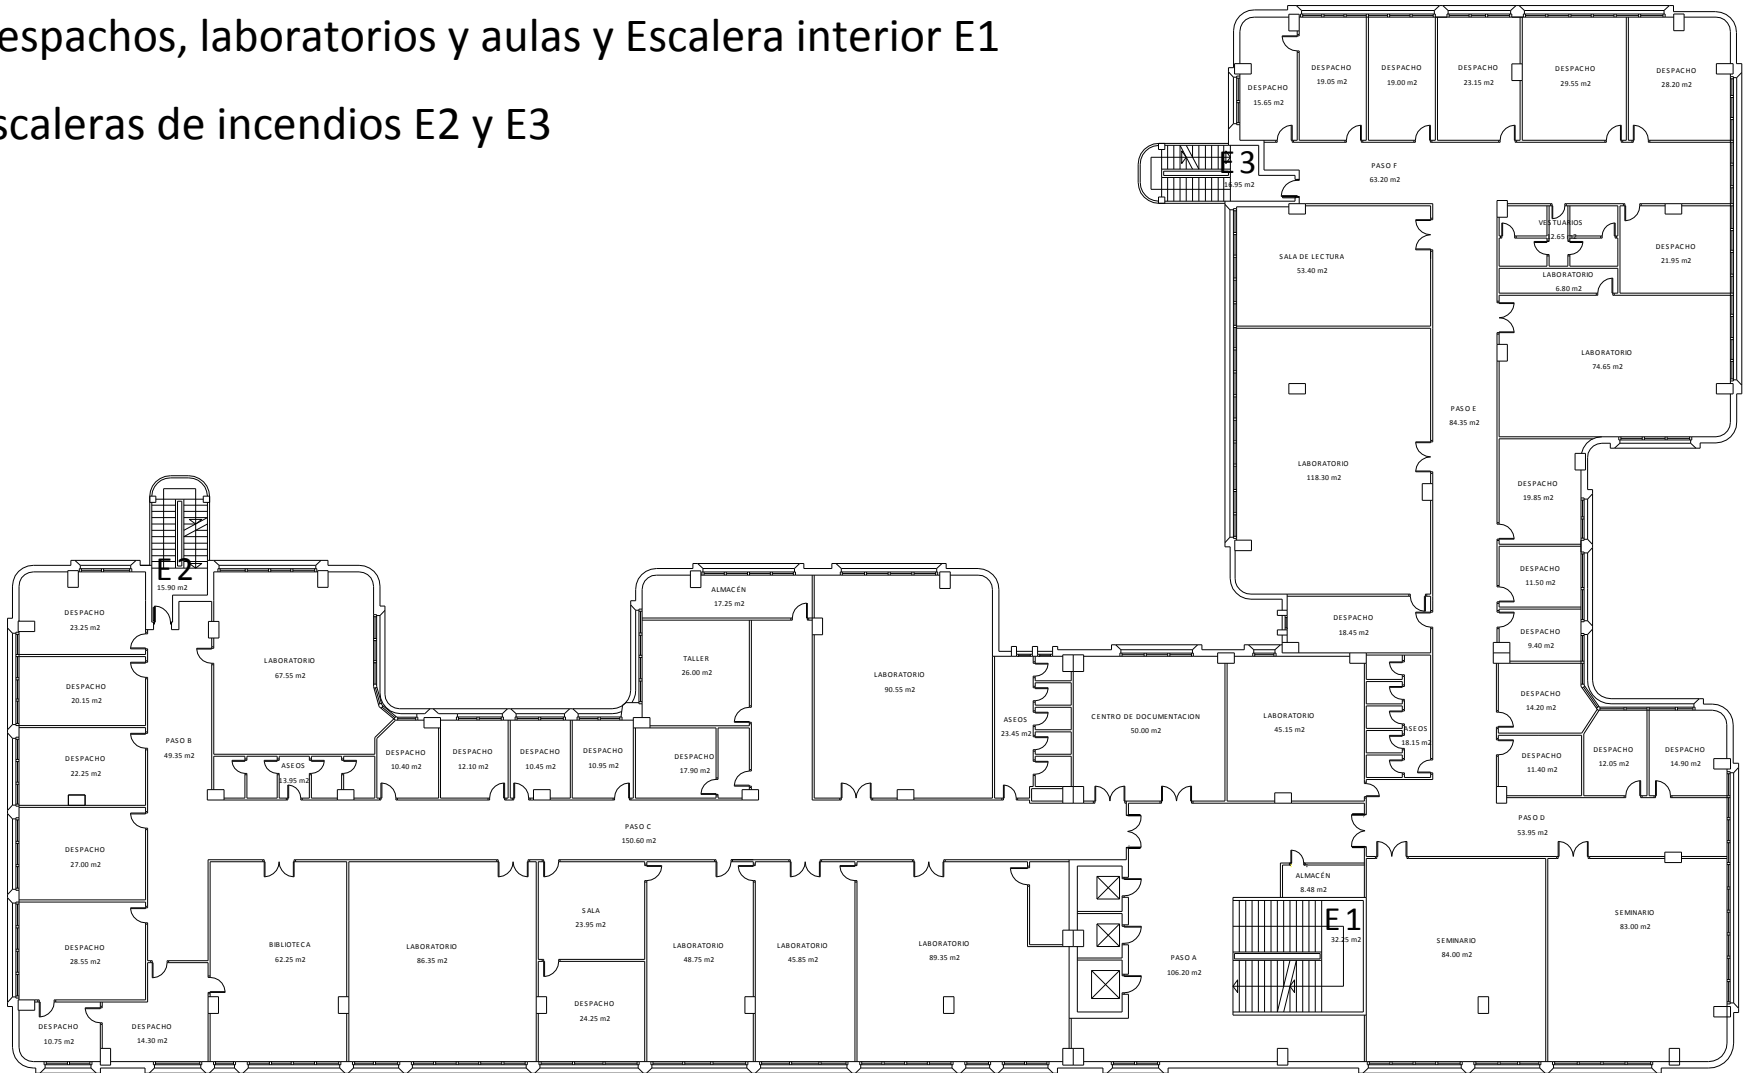 espachos, laboratorios y aulas y Escalera interior E1
scaleras de incendios E2 y E3
DESPACHO
15.65 m2
DESPACHO
19.05 m2
DESPACHO
19.00 m2
DESPACHO
23.15 m2
DESPACHO
29.55 m2
DESPACHO
28.20 m2
E3
16.95 m2
PASO F
63.20 m2
SALA DE LECTURA
53.40 m2
VESTUARIOS
2.65 m2
DESPACHO
21.95 m2
LABORATORIO
6.80 m2
LABORATORIO
74.65 m2
PASO E
84.35 m2
LABORATORIO
118.30 m2
DESPACHO
19.85 m2
DESPACHO
11.50 m2
DESPACHO
9.40 m2
DESPACHO
18.45 m2
DESPACHO
14.20 m2
DESPACHO
11.40 m2
DESPACHO
12.05 m2
DESPACHO
14.90 m2
E2
15.90 m2
DESPACHO
23.25 m2
DESPACHO
20.15 m2
DESPACHO
22.25 m2
DESPACHO
27.00 m2
DESPACHO
28.55 m2
DESPACHO
10.75 m2
DESPACHO
14.30 m2
PASO B
49.35 m2
LABORATORIO
67.55 m2
ASEOS
13.95 m2
DESPACHO
10.40 m2
DESPACHO
12.10 m2
DESPACHO
10.45 m2
DESPACHO
10.95 m2
DESPACHO
17.90 m2
ALMACÉN
17.25 m2
TALLER
26.00 m2
LABORATORIO
90.55 m2
ASEOS
23.45 m2
CENTRO DE DOCUMENTACION
50.00 m2
LABORATORIO
45.15 m2
ASEOS
18.15 m2
PASO C
150.60 m2
PASO D
53.95 m2
BIBLIOTECA
62.25 m2
LABORATORIO
86.35 m2
SALA
23.95 m2
DESPACHO
24.25 m2
LABORATORIO
48.75 m2
LABORATORIO
45.85 m2
LABORATORIO
89.35 m2
PASO A
106.20 m2
ALMACÉN
8.48 m2
E1
32.25 m2
SEMINARIO
84.00 m2
SEMINARIO
83.00 m2